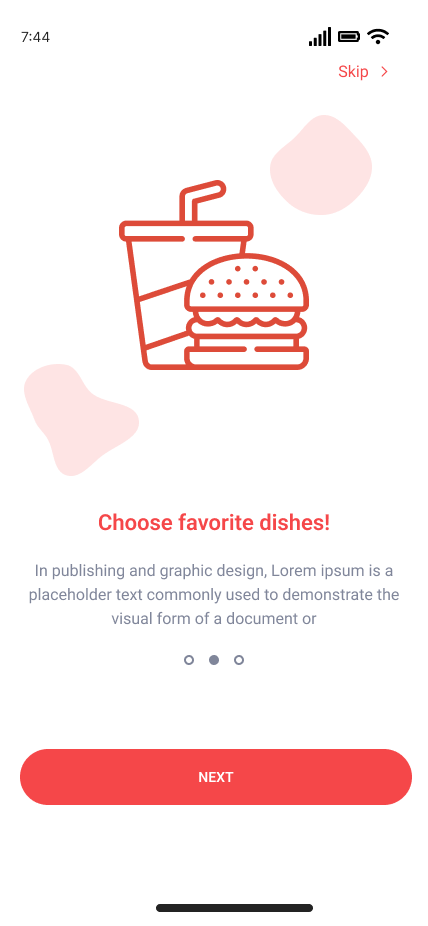 7:44
Skip
Choose favorite dishes!
In publishing and graphic design, Lorem ipsum is a
placeholder text commonly used to demonstrate the
visual form of a document or
NEXT